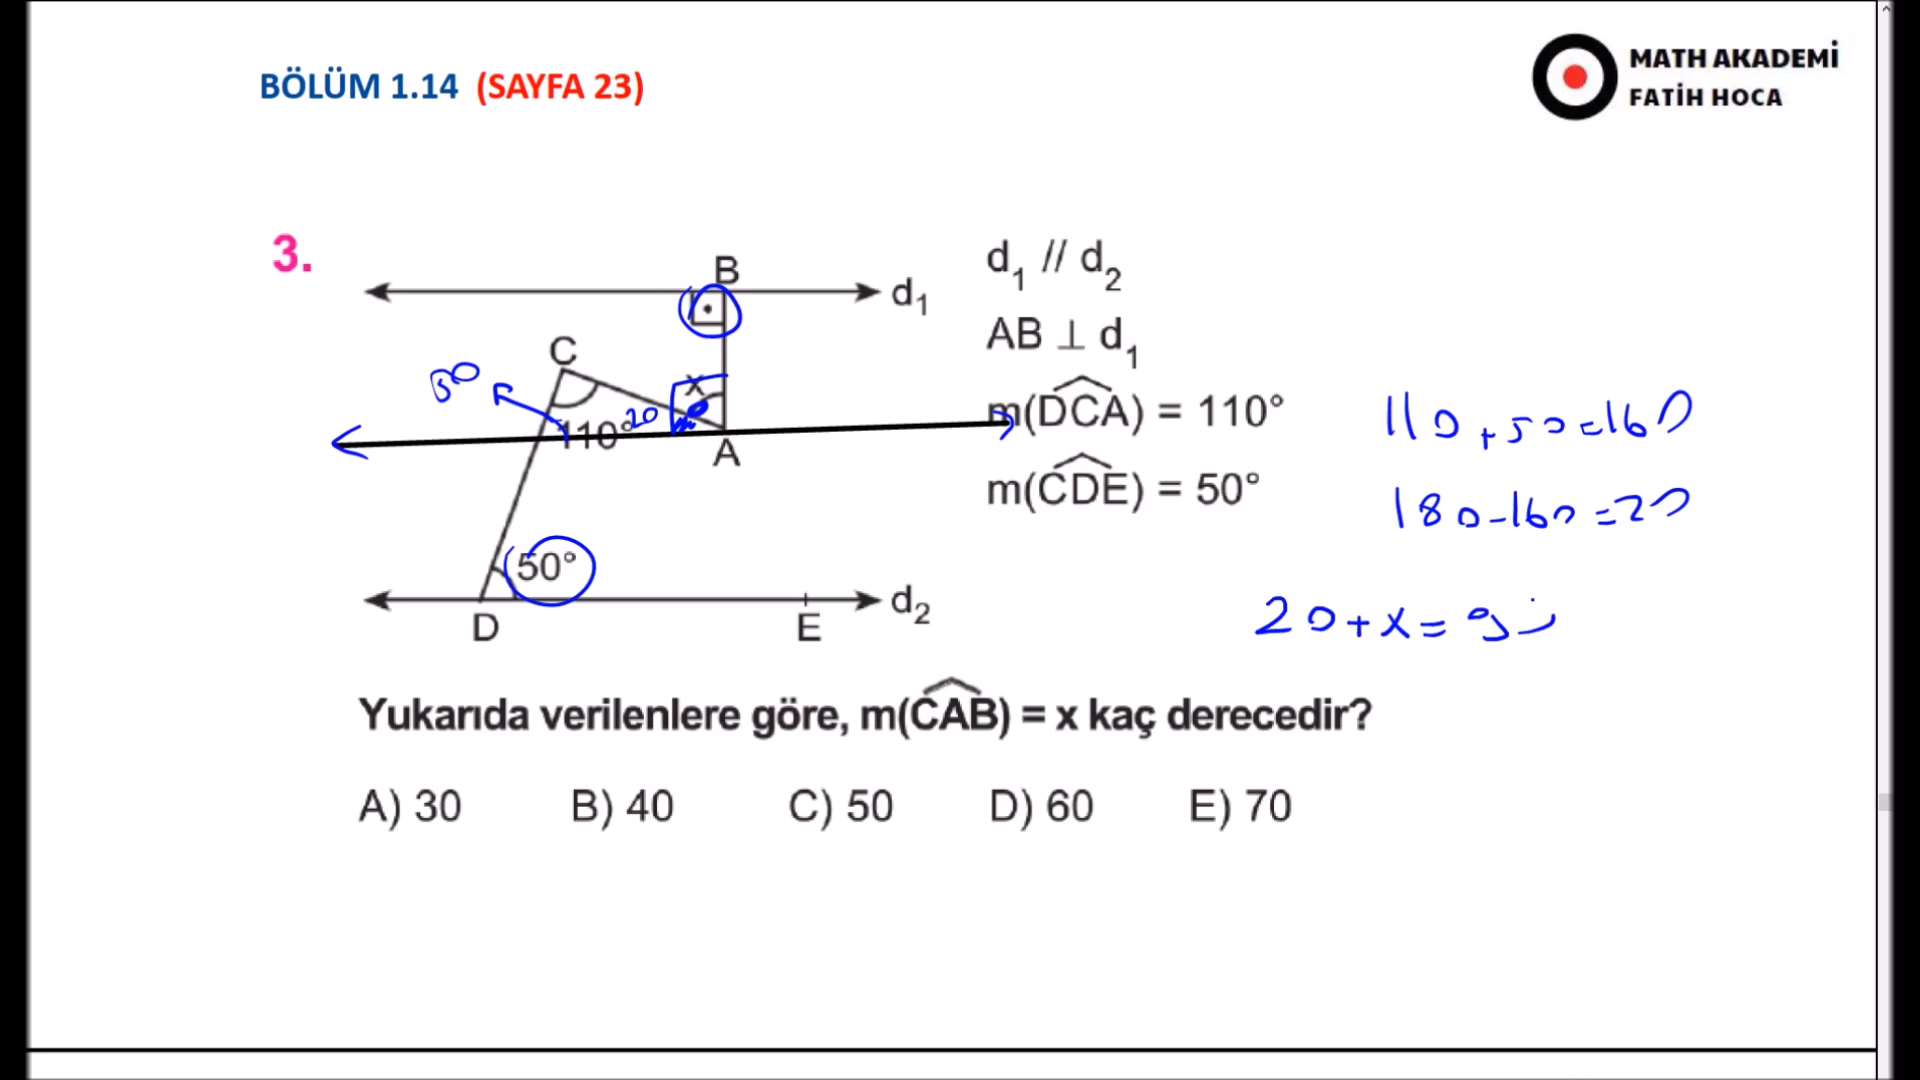 BÖLÜM 1.14 (SAYFA 23)
MATH AKADEMİ
FATİH HOCA
3.
B
d1
C
50
x
20
110°
A
50°
D
E
d2
d1 // d2
AB ⊥ d1
m(DCA) = 110°
m(CDE) = 50°
110+50=160
180-160=20
20+x=90
Yukarıda verilenlere göre, m(CAB) = x kaç derecedir?
A) 30 B) 40 C) 50 D) 60 E) 70